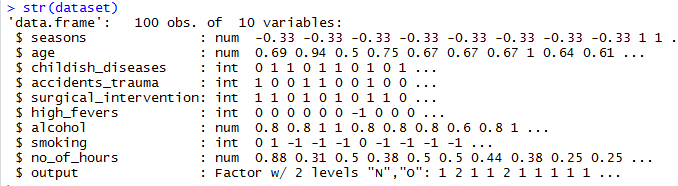 > str(dataset)
'data.frame':   100 obs. of  10 variables:
 $ seasons              : num  -0.33 -0.33 -0.33 -0.33 -0.33 -0.33 -0.33 -0.33 1 1 .
 $ age                  : num  0.69 0.94 0.5 0.75 0.67 0.67 0.67 1 0.64 0.61 ...
 $ childish_diseases    : int  0 1 1 0 1 1 0 1 0 1 ...
 $ accidents_trauma     : int  1 0 0 1 1 0 0 1 0 0 ...
 $ surgical_intervention: int  1 1 0 1 0 1 0 1 1 0 ...
 $ high_fevers          : int  0 0 0 0 0 0 -1 0 0 0 ...
 $ alcohol              : num  0.8 0.8 1 1 0.8 0.8 0.8 0.6 0.8 1 ...
 $ smoking              : int  0 1 -1 -1 -1 0 -1 -1 -1 -1 ...
 $ no_of_hours          : num  0.88 0.31 0.5 0.38 0.5 0.5 0.44 0.38 0.25 0.25 ...
 $ output               : Factor w/ 2 levels "N","O": 1 2 1 1 2 1 1 1 1 1 ...